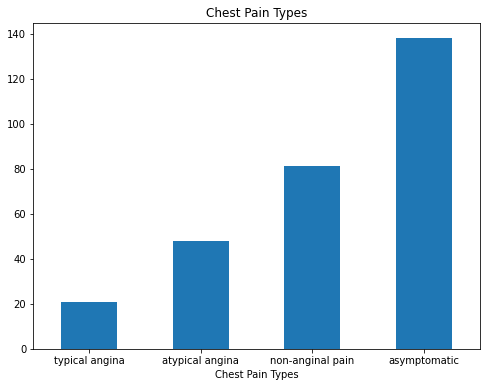 Chest Pain Types
140
120
100
80
60
40
20
0
typical angina atypical angina non-anginal pain asymptomatic
Chest Pain Types